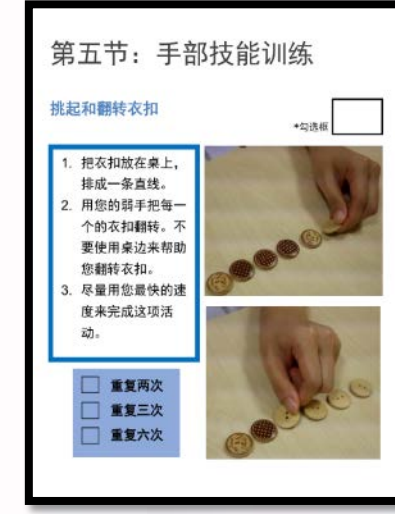 第五节：手部技能训练
挑起和翻转衣扣
*勾选框
1. 把衣扣放在桌上，
排成一条直线。
2. 用您的弱手把每一
个的衣扣翻转。不
要使用桌边来帮助
您翻转衣扣。
3. 尽量用您最快的速
度来完成这项活
动。
重复两次
重复三次
重复六次